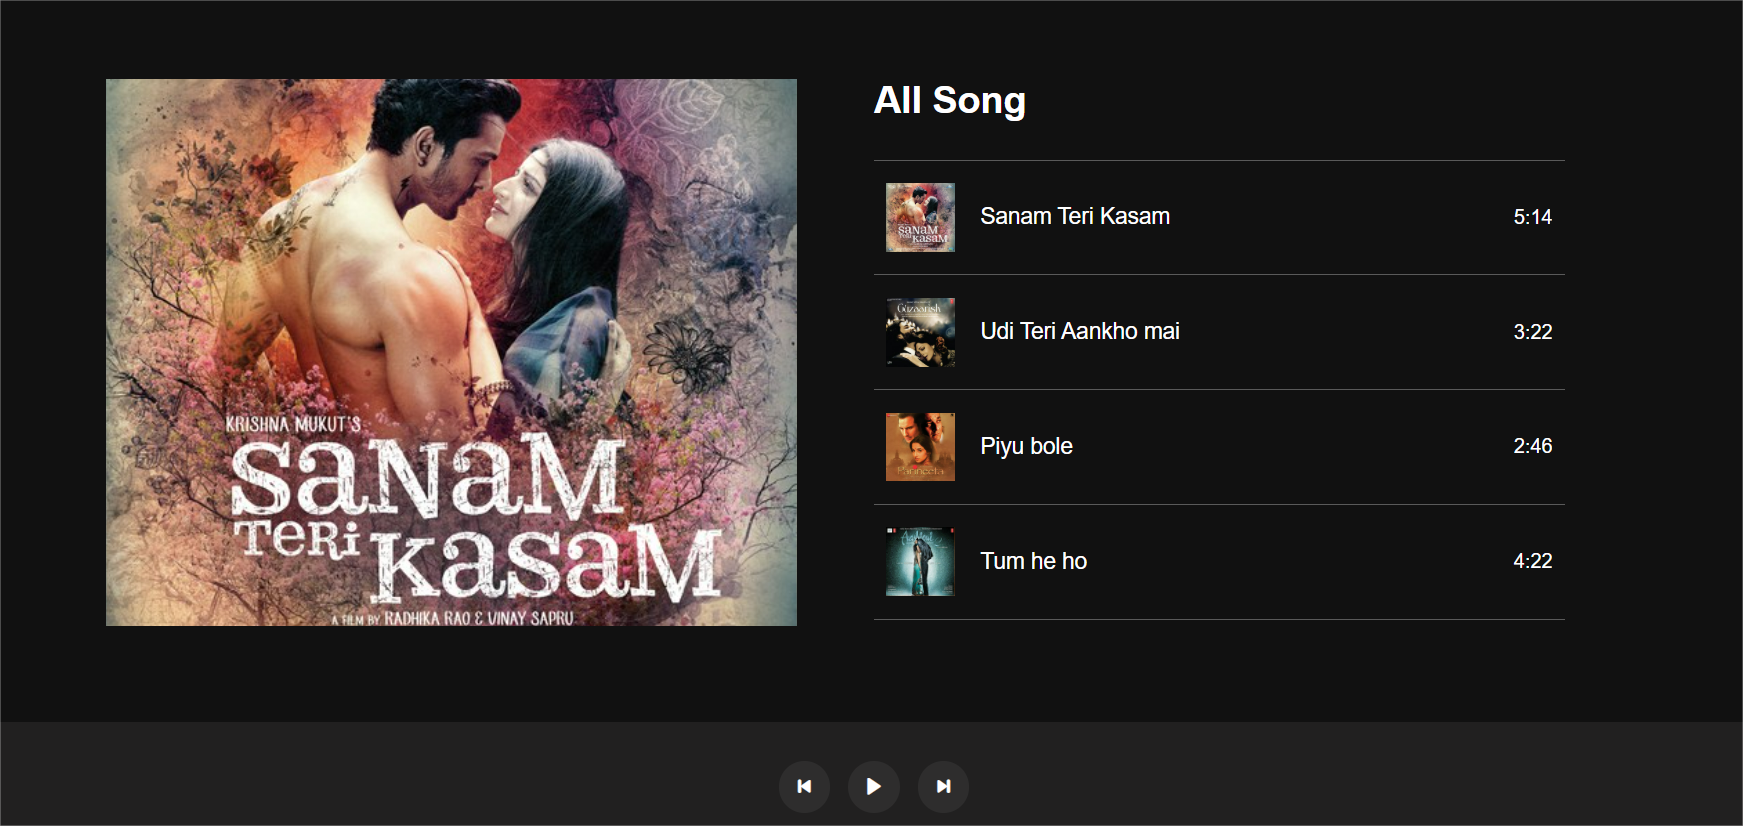 KRISHNA MUKUT'S
SANAM
TERI
KASAM
A FILM BY RADHIKA RAO & VINAY SAPRU
All Song
SANAM
TERI KASAM
Sanam Teri Kasam
5:14
Guzaarish
Udi Teri Aankho mai
3:22
Parineeta
Piyu bole
2:46
Tum he ho
4:22